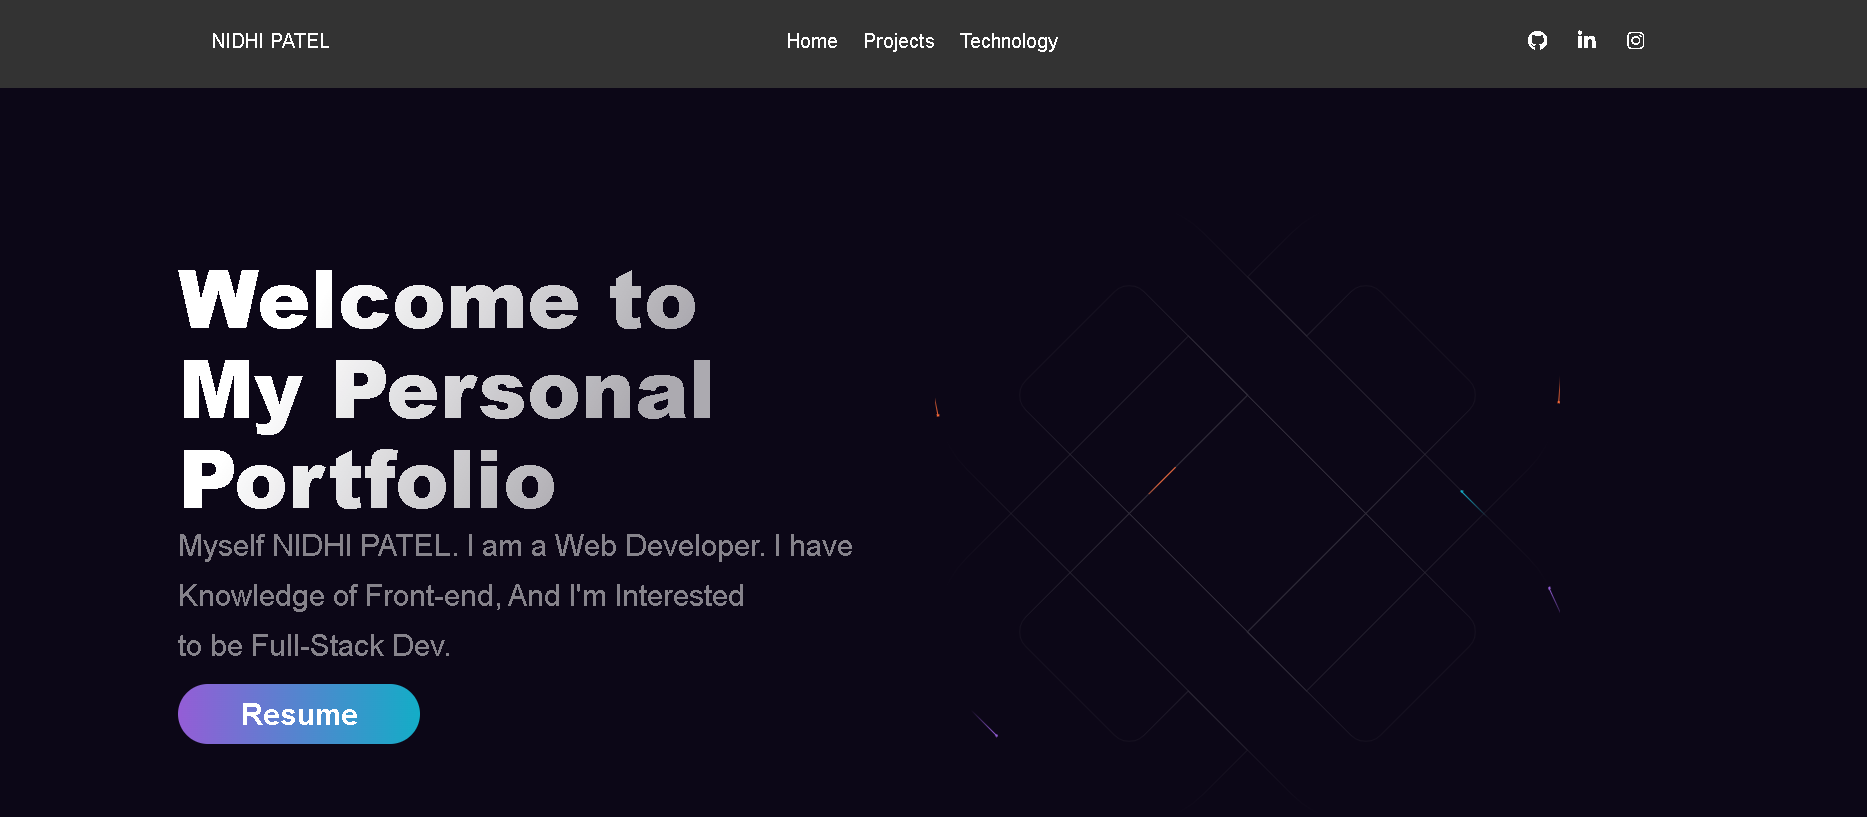 NIDHI PATEL
Home Projects Technology
Welcome to
My Personal
Portfolio
Myself NIDHI PATEL. I am a Web Developer. I have
Knowledge of Front-end, And I'm Interested
to be Full-Stack Dev.
Resume